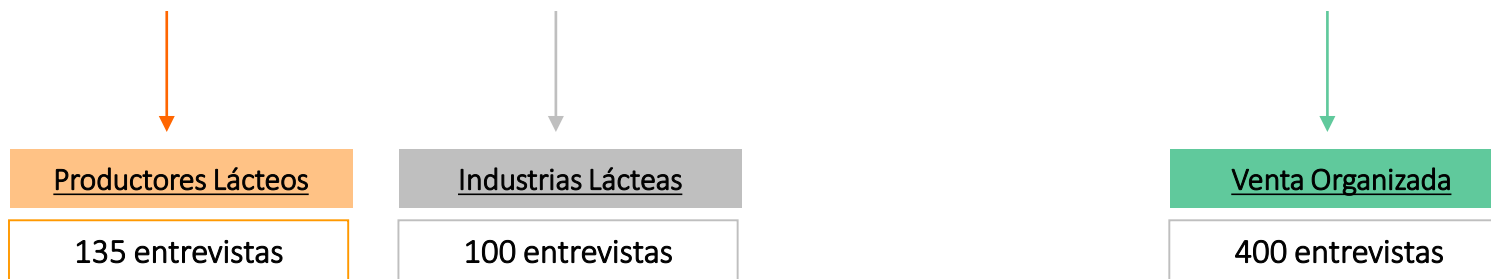 Productores Lácteos
Industrias Lácteas
Venta Organizada
135 entrevistas
100 entrevistas
400 entrevistas